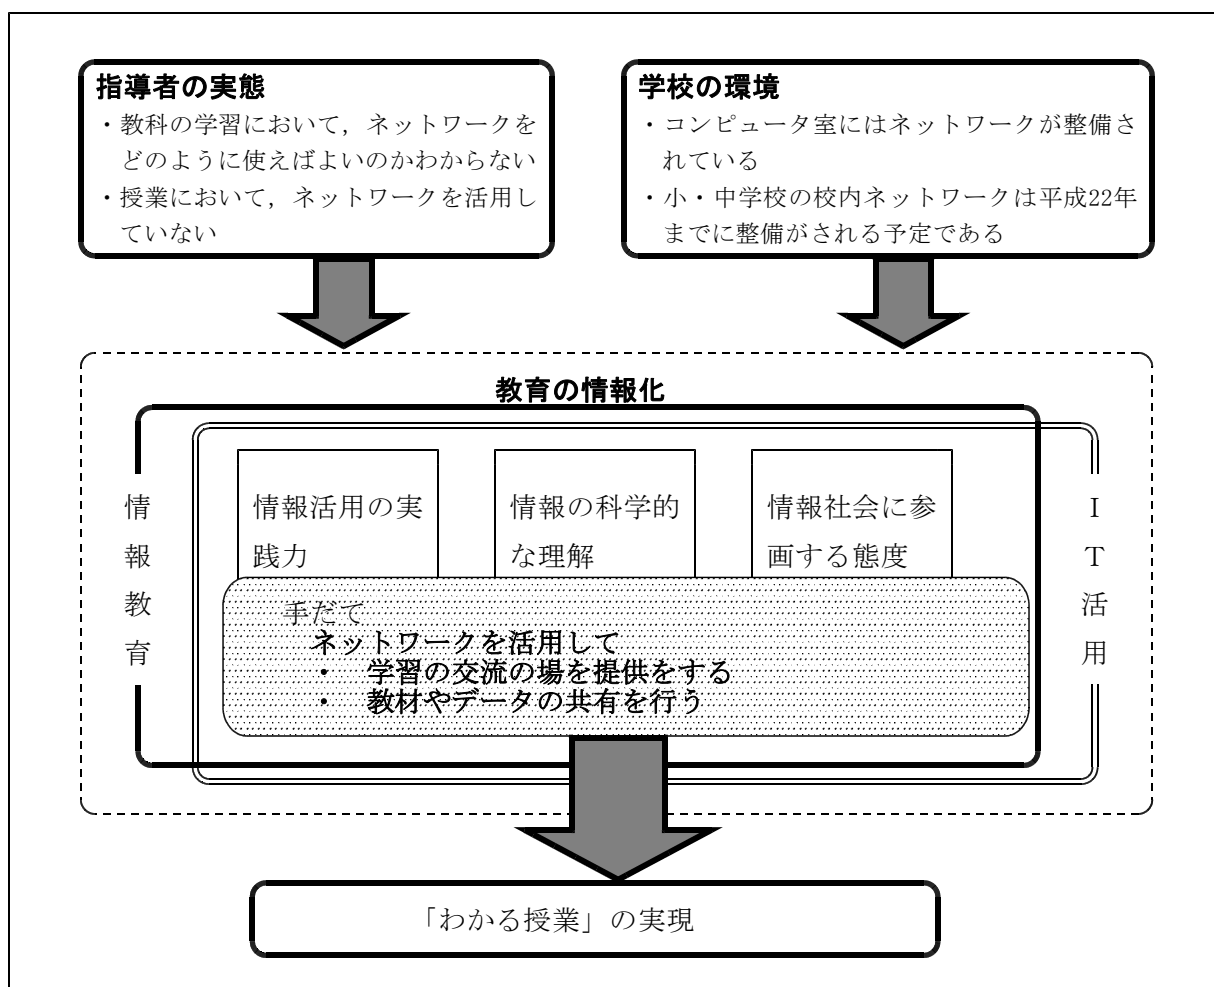 指導者の実態
・教科の学習において，ネットワークを
どのように使えばよいのかわからない
・授業において，ネットワークを活用し
ていない
学校の環境
・コンピュータ室にはネットワークが整備さ
れている
・小・中学校の校内ネットワークは平成22年
までに整備がされる予定である
教育の情報化
情報教育
情報活用の実
践力
情報の科学的
な理解
情報社会に参
画する態度
ＩＴ活用
手だて
ネットワークを活用して
・　学習の交流の場を提供をする
・　教材やデータの共有を行う
「わかる授業」の実現